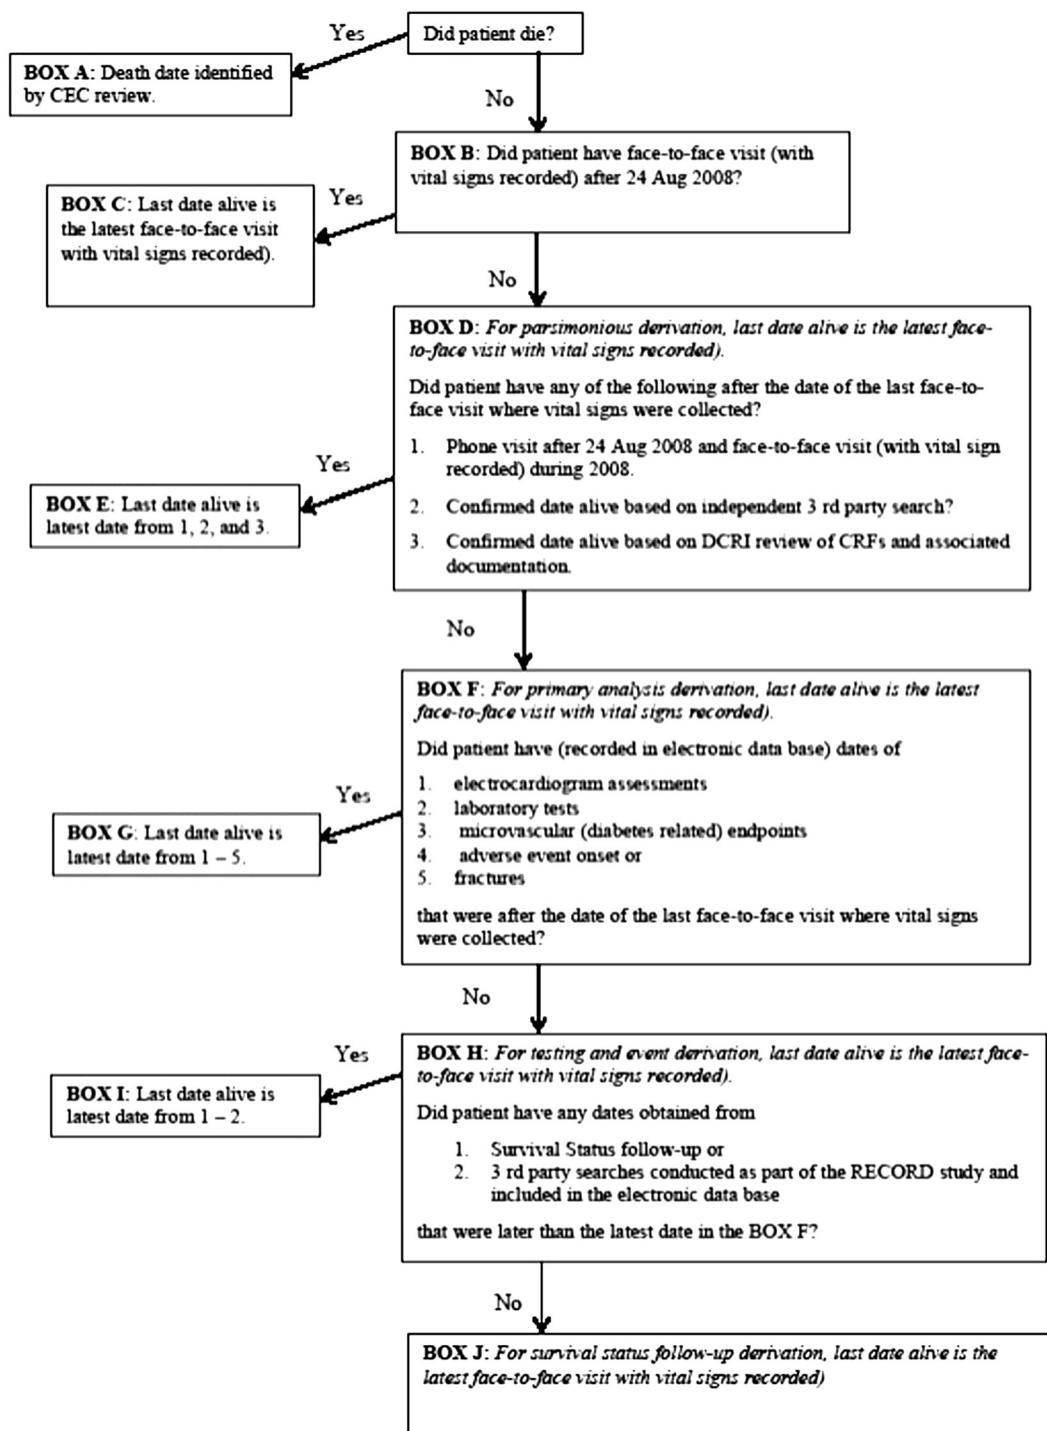 Did patient die?
Yes
BOX A: Death date identified
by CEC review.
No
BOX B: Did patient have face-to-face visit (with
vital signs recorded) after 24 Aug 2008?
Yes
BOX C: Last date alive is
the latest face-to-face visit
with vital signs recorded).
No
BOX D: For parsimonious derivation, last date alive is the latest face-
to-face visit with vital signs recorded).
Did patient have any of the following after the date of the last face-to-
face visit where vital signs were collected?
1. Phone visit after 24 Aug 2008 and face-to-face visit (with vital sign
recorded) during 2008.
2. Confirmed date alive based on independent 3 rd party search?
3. Confirmed date alive based on DCRI review of CRFs and associated
documentation.
Yes
BOX E: Last date alive is
latest date from 1, 2, and 3.
No
BOX F: For primary analysis derivation, last date alive is the latest
face-to-face visit with vital signs recorded).
Did patient have (recorded in electronic data base) dates of
1. electrocardiogram assessments
2. laboratory tests
3. microvascular (diabetes related) endpoints
4. adverse event onset or
5. fractures
that were after the date of the last face-to-face visit where vital signs
were collected?
Yes
BOX G: Last date alive is
latest date from 1 – 5.
No
BOX H: For testing and event derivation, last date alive is the latest face-
to-face visit with vital signs recorded).
Did patient have any dates obtained from
1. Survival Status follow-up or
2. 3 rd party searches conducted as part of the RECORD study and
included in the electronic data base
that were later than the latest date in the BOX F?
Yes
BOX I: Last date alive is
latest date from 1 – 2.
No
BOX J: For survival status follow-up derivation, last date alive is the
latest face-to-face visit with vital signs recorded)